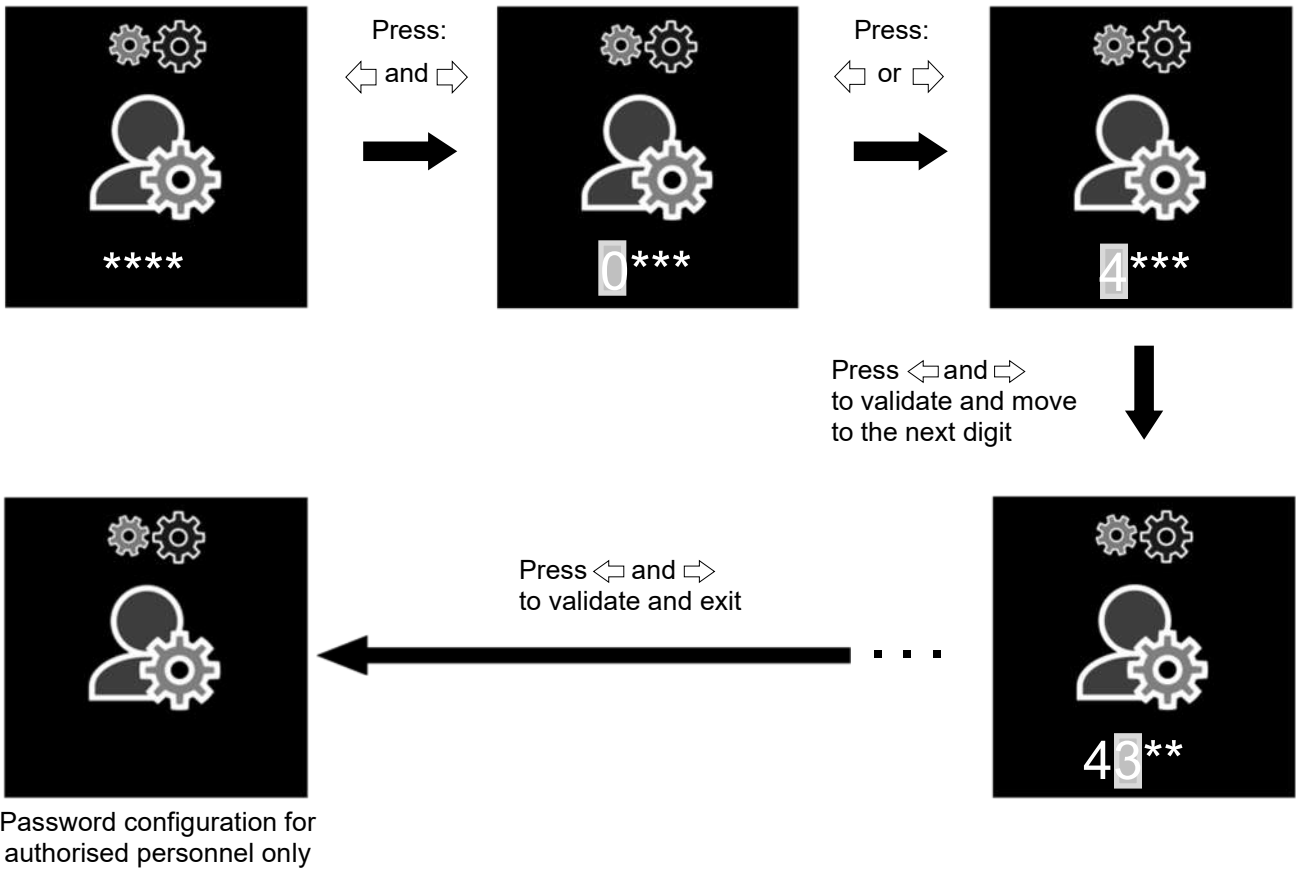 Press:
⇦ and ⇨
Press:
⇦ or ⇨
****
0***
4***
Press ⇦ and ⇨
to validate and move
to the next digit
Press ⇦ and ⇨
to validate and exit
43**
Password configuration for
authorised personnel only